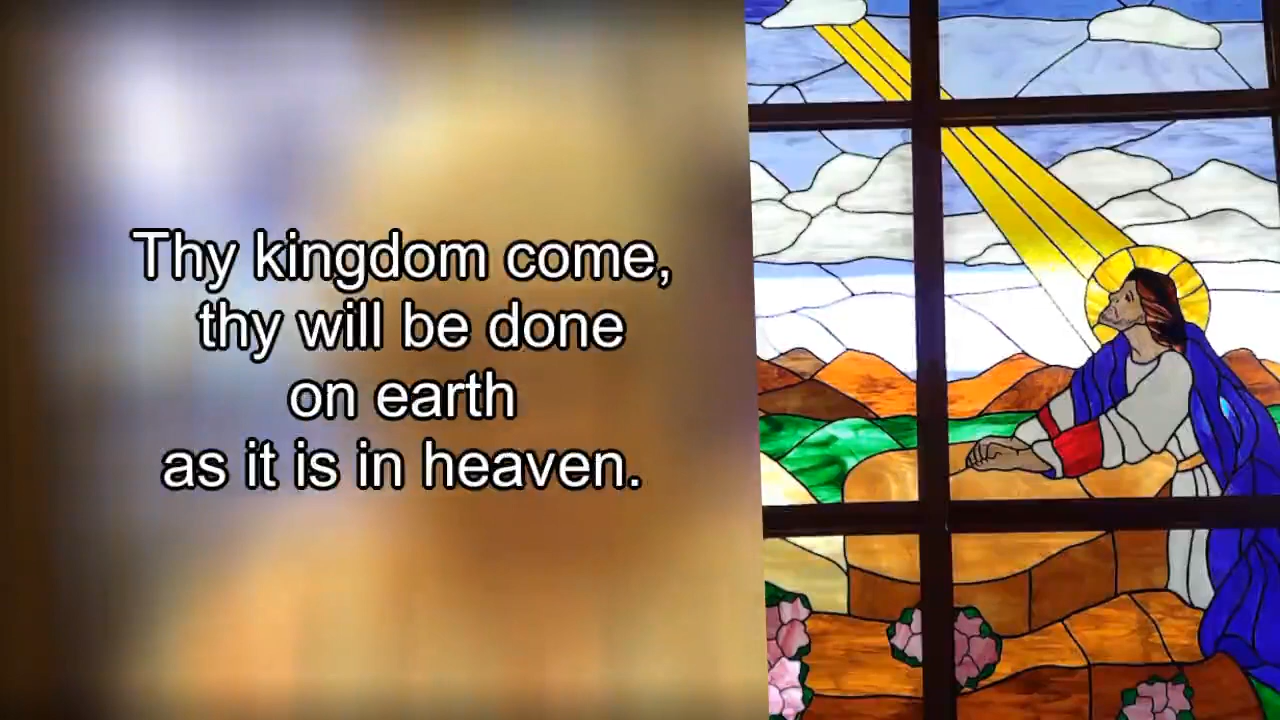 Thy kingdom come,
thy will be done
on earth
as it is in heaven.